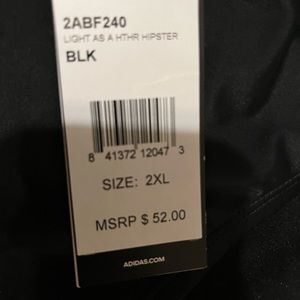 2ABF240
LIGHT AS A HTHR HIPSTER
BLK
8 41372 12047 3
SIZE: 2XL
MSRP $ 52.00
ADIDAS.COM